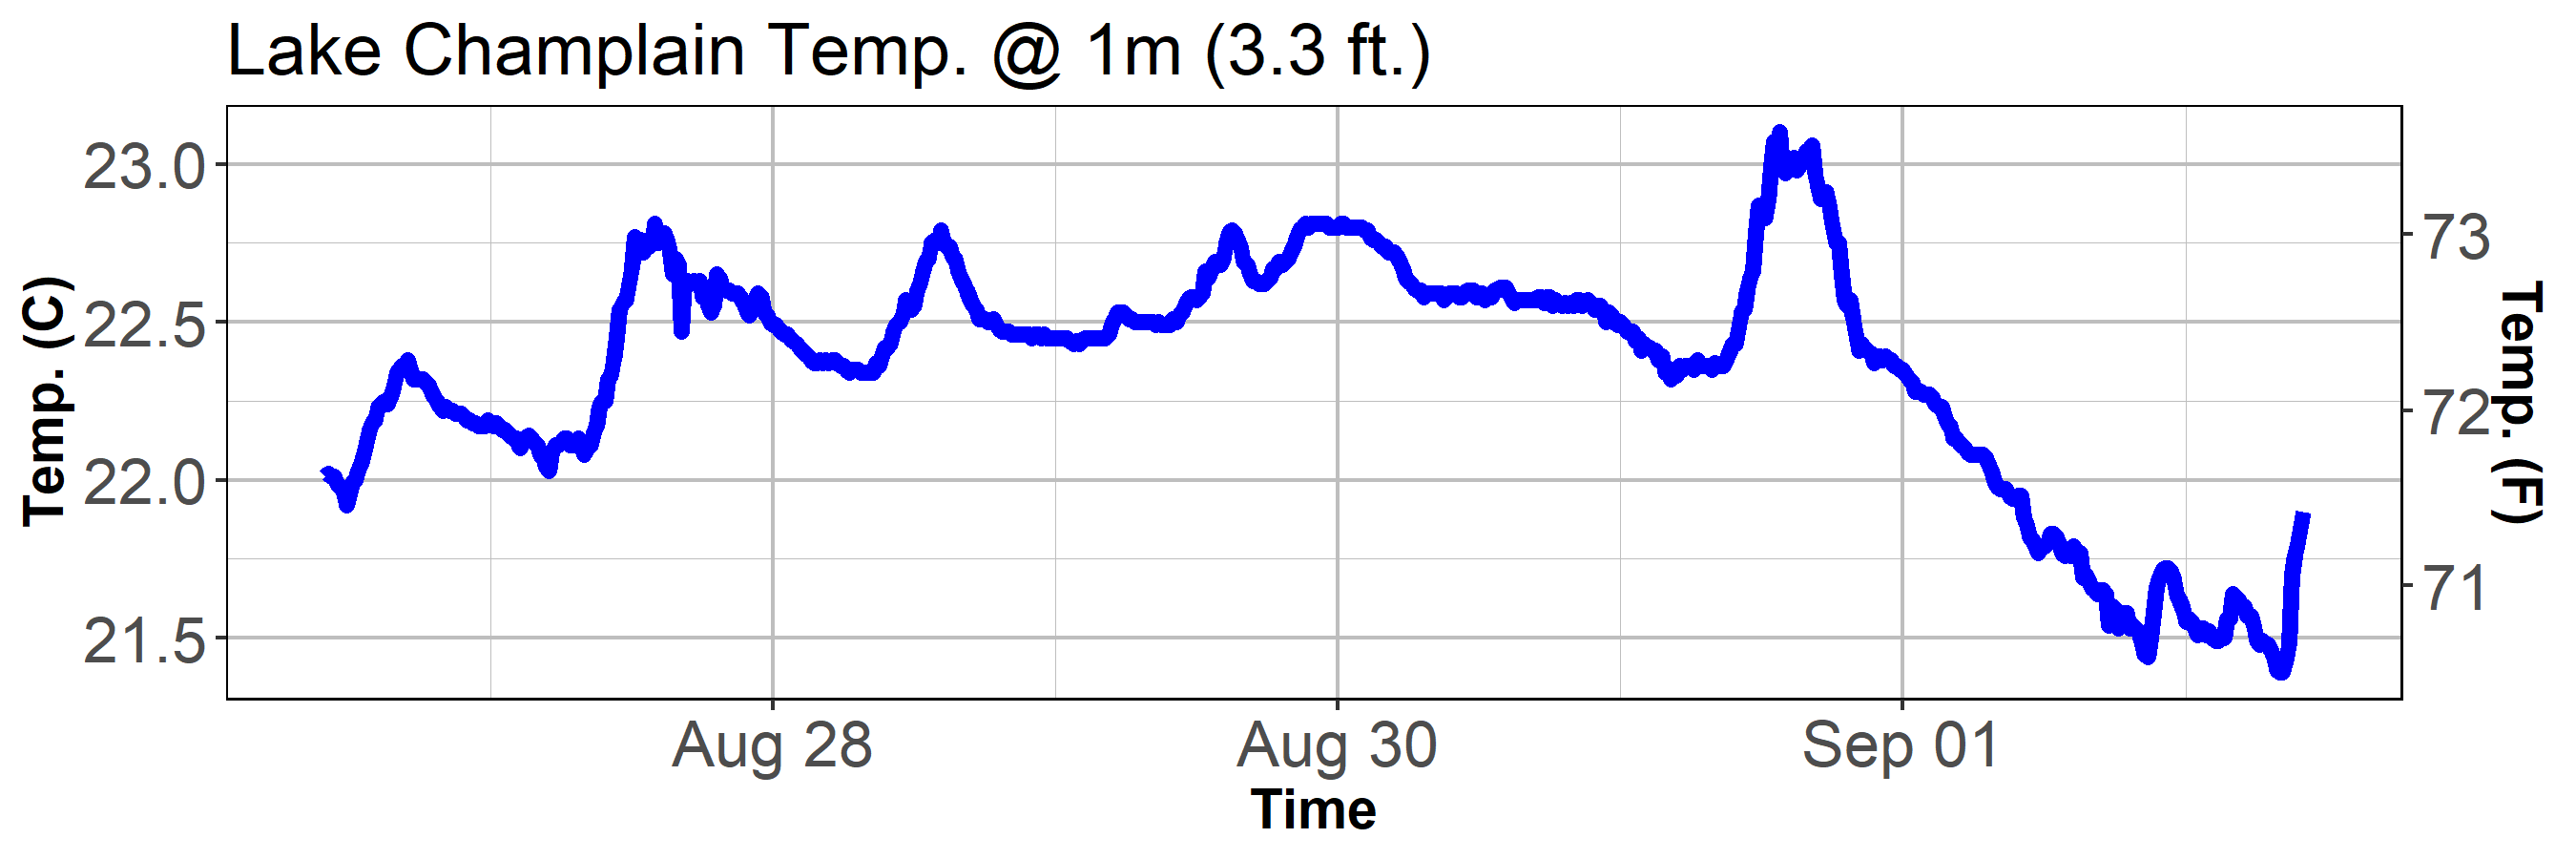 Lake Champlain Temp. @ 1m (3.3 ft.)
Temp. (C)
23.0
22.5
22.0
21.5
73
72
71
Temp. (F)
Aug 28 Aug 30 Sep 01
Time